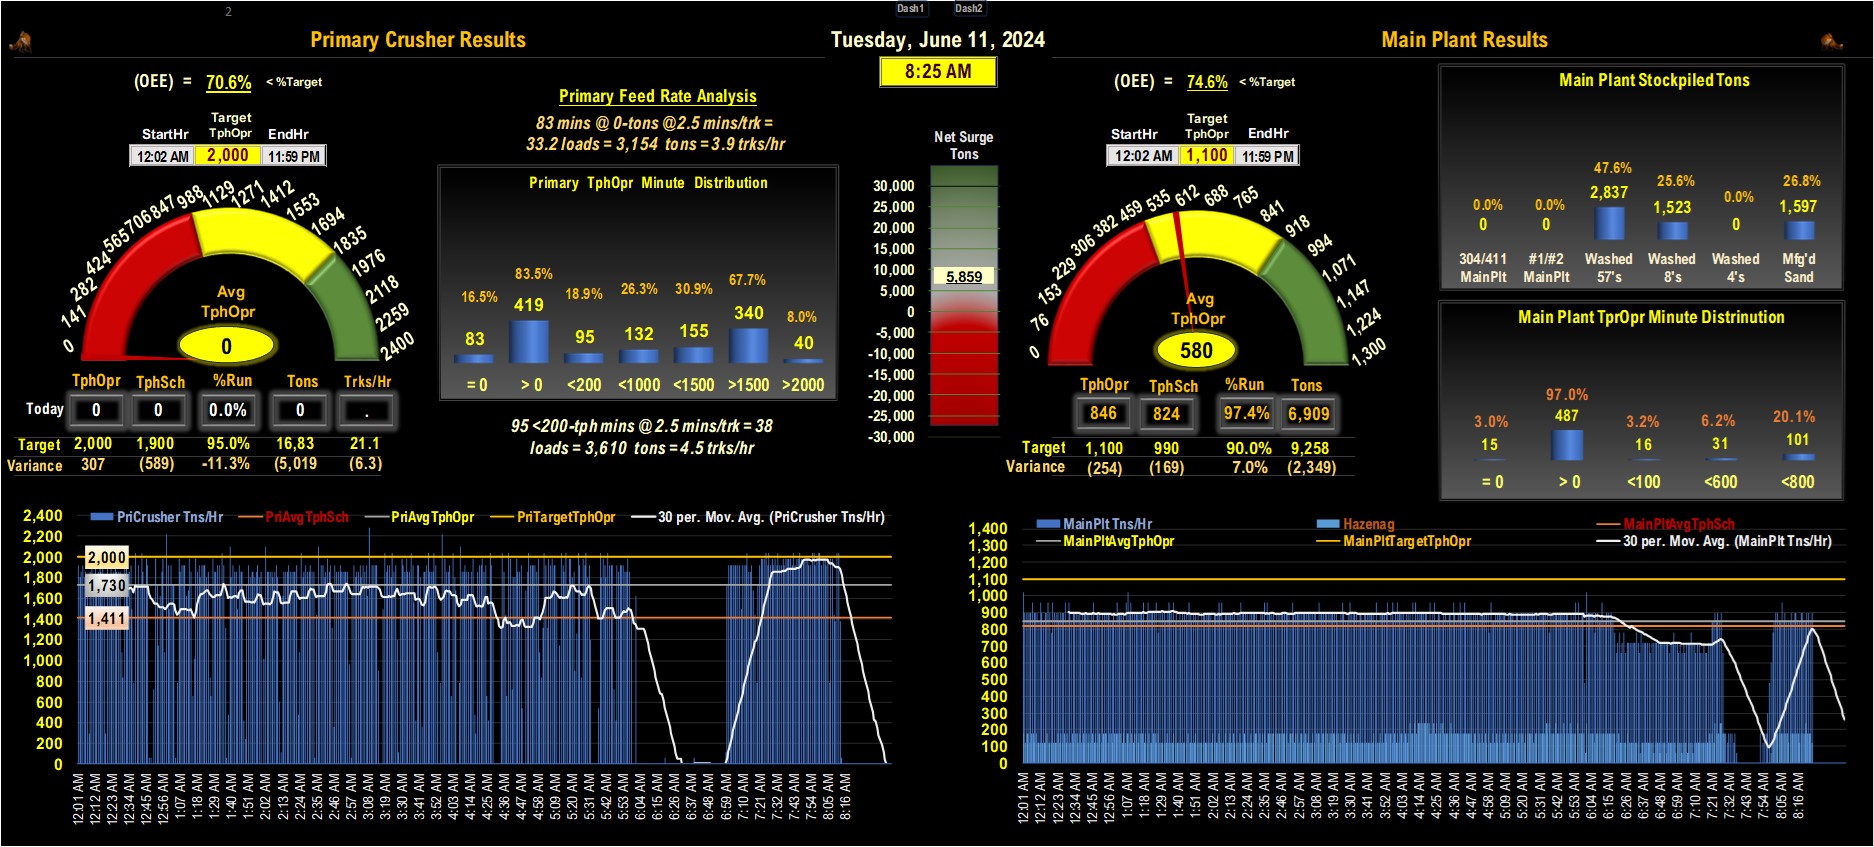 2
Dash1 Dash2
Primary Crusher Results
Tuesday, June 11, 2024
Main Plant Results
8:25 AM
(OEE) = 70.6% < %Target
Target
StartHr TphOpr EndHr
12:02 AM 2,000 11:59 PM
0 141 282 424 565 706 847 988 1129 1271 1412 1553 1694 1835 1976 2118 2259 2400
Avg
TphOpr
0
TphOpr TphSch %Run Tons Trks/Hr
Today 0 0 0.0% 0 .
Target 2,000 1,900 95.0% 16,83 21.1
Variance 307 (589) -11.3% (5,019 (6.3)
Primary Feed Rate Analysis
83 mins @ 0-tons @2.5 mins/trk =
33.2 loads = 3,154 tons = 3.9 trks/hr
Primary TphOpr Minute Distribution
16.5% 83.5% 18.9% 26.3% 30.9% 67.7% 8.0%
83 419 95 132 155 340 40
= 0 > 0 <200 <1000 <1500 >1500 >2000
95 <200-tph mins @ 2.5 mins/trk = 38
loads = 3,610 tons = 4.5 trks/hr
Net Surge
Tons
30,000
25,000
20,000
15,000
10,000
5,859
5,000
0
-5,000
-10,000
-15,000
-20,000
-25,000
-30,000
(OEE) = 74.6% < %Target
Target
StartHr TphOpr EndHr
12:02 AM 1,100 11:59 PM
0 76 153 229 306 382 459 535 612 688 765 841 918 994 1,071 1,147 1,224 1,300
Avg
TphOpr
580
TphOpr TphSch %Run Tons
846 824 97.4% 6,909
Target 1,100 990 90.0% 9,258
Variance (254) (169) 7.0% (2,349)
Main Plant Stockpiled Tons
0.0% 0.0% 47.6% 25.6% 0.0% 26.8%
0 0 2,837 1,523 0 1,597
304/411 #1/#2 Washed Washed Washed Mfg'd
MainPlt MainPlt 57's 8's 4's Sand
Main Plant TprOpr Minute Distrinution
3.0% 97.0% 3.2% 6.2% 20.1%
15 487 16 31 101
= 0 > 0 <100 <600 <800
PriCrusher Tns/Hr PriAvgTphSch PriAvgTphOpr PriTargetTphOpr 30 per. Mov. Avg. (PriCrusher Tns/Hr)
2,400
2,200
2,000
1,800
1,600
1,400
1,200
1,000
800
600
400
200
0
2,000
1,730
1,411
12:01 AM 12:12 AM 12:23 AM 12:34 AM 12:45 AM 12:56 AM 1:07 AM 1:18 AM 1:29 AM 1:40 AM 1:51 AM 2:02 AM 2:13 AM 2:24 AM 2:35 AM 2:46 AM 2:57 AM 3:08 AM 3:19 AM 3:30 AM 3:41 AM 3:52 AM 4:03 AM 4:14 AM 4:25 AM 4:36 AM 4:47 AM 4:58 AM 5:09 AM 5:20 AM 5:31 AM 5:42 AM 5:53 AM 6:04 AM 6:15 AM 6:26 AM 6:37 AM 6:48 AM 6:59 AM 7:10 AM 7:21 AM 7:32 AM 7:43 AM 7:54 AM 8:05 AM 8:16 AM
MainPlt Tns/Hr Hazenag MainPltAvgTphSch
MainPltAvgTphOpr MainPltTargetTphOpr 30 per. Mov. Avg. (MainPlt Tns/Hr)
1,400
1,300
1,200
1,100
1,000
900
800
700
600
500
400
300
200
100
0
12:01 AM 12:12 AM 12:23 AM 12:34 AM 12:45 AM 12:56 AM 1:07 AM 1:18 AM 1:29 AM 1:40 AM 1:51 AM 2:02 AM 2:13 AM 2:24 AM 2:35 AM 2:46 AM 2:57 AM 3:08 AM 3:19 AM 3:30 AM 3:41 AM 3:52 AM 4:03 AM 4:14 AM 4:25 AM 4:36 AM 4:47 AM 4:58 AM 5:09 AM 5:20 AM 5:31 AM 5:42 AM 5:53 AM 6:04 AM 6:15 AM 6:26 AM 6:37 AM 6:48 AM 6:59 AM 7:10 AM 7:21 AM 7:32 AM 7:43 AM 7:54 AM 8:05 AM 8:16 AM